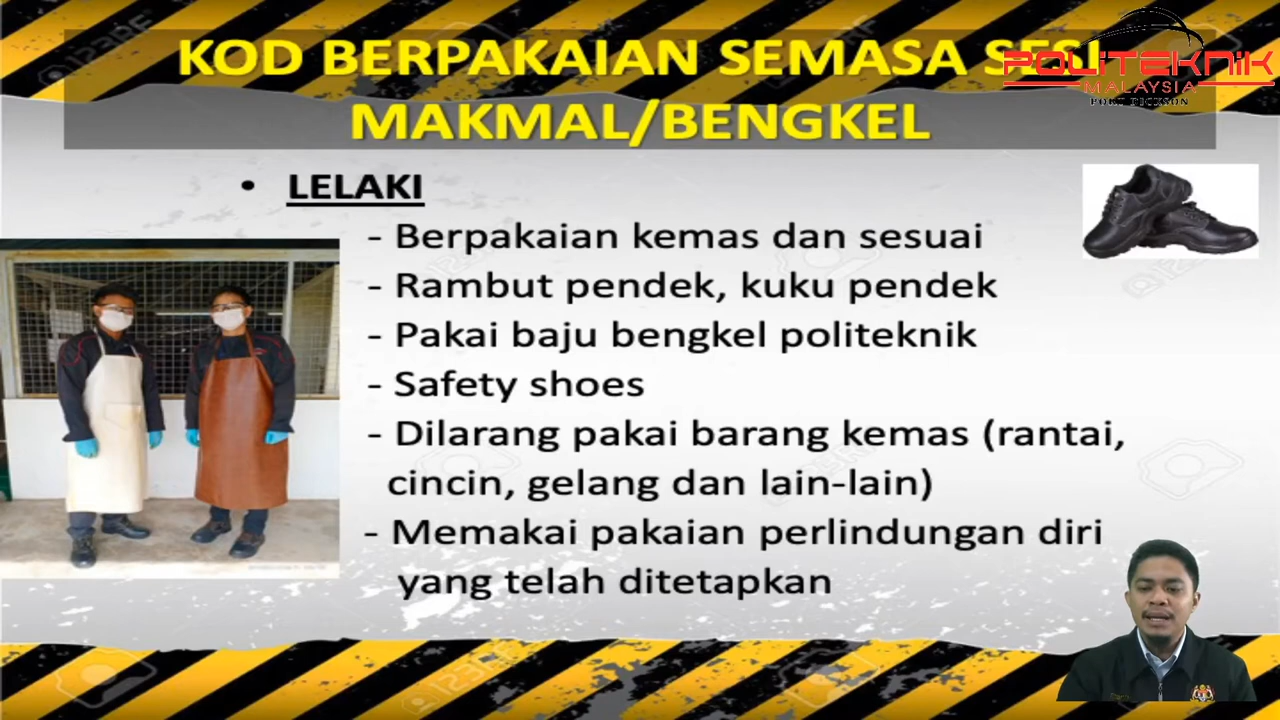 KOD BERPAKAIAN SEMASA SESI
MAKMAL/BENGKEL
POLITEKNIK
MALAYSIA
PORT DICKSON
• LELAKI
- Berpakaian kemas dan sesuai
- Rambut pendek, kuku pendek
- Pakai baju bengkel politeknik
- Safety shoes
- Dilarang pakai barang kemas (rantai,
cincin, gelang dan lain-lain)
- Memakai pakaian perlindungan diri
yang telah ditetapkan